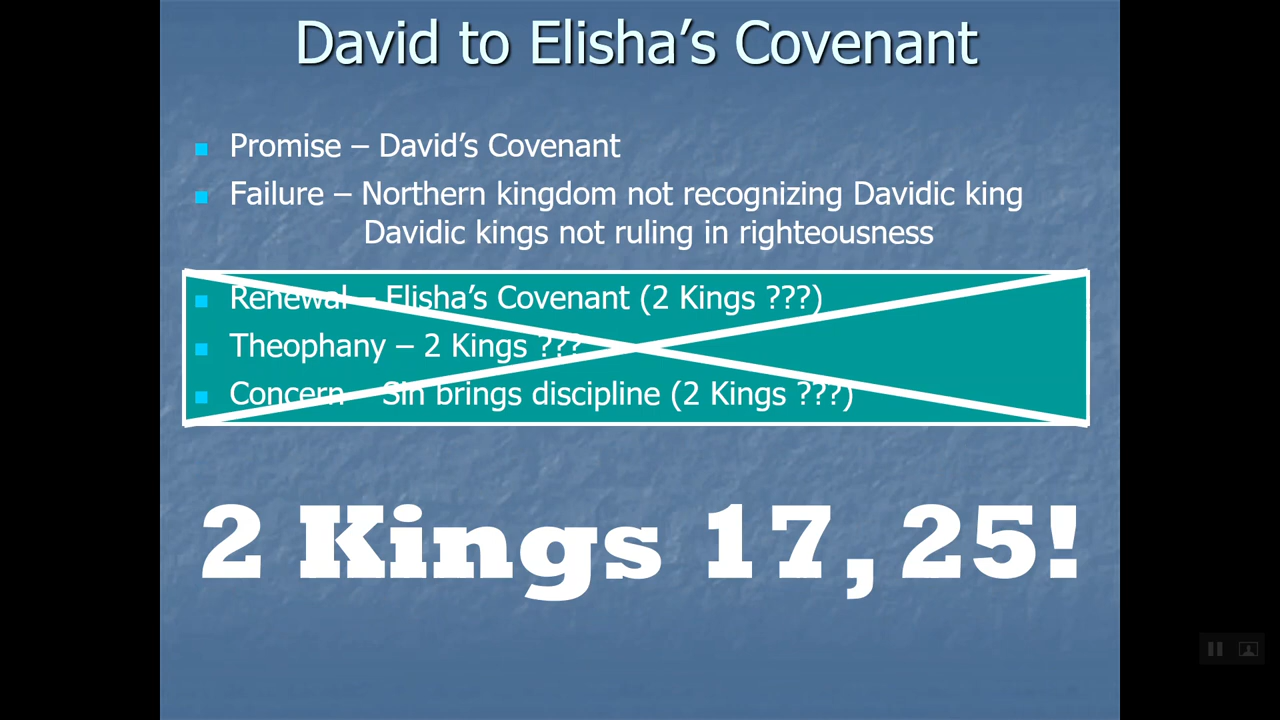 David to Elisha’s Covenant
Promise – David’s Covenant
Failure – Northern kingdom not recognizing Davidic king
Davidic kings not ruling in righteousness
Renewal – Elisha’s Covenant (2 Kings ???)
Theophany – 2 Kings ???
Concern – Sin brings discipline (2 Kings ???)
2 Kings 17, 25!